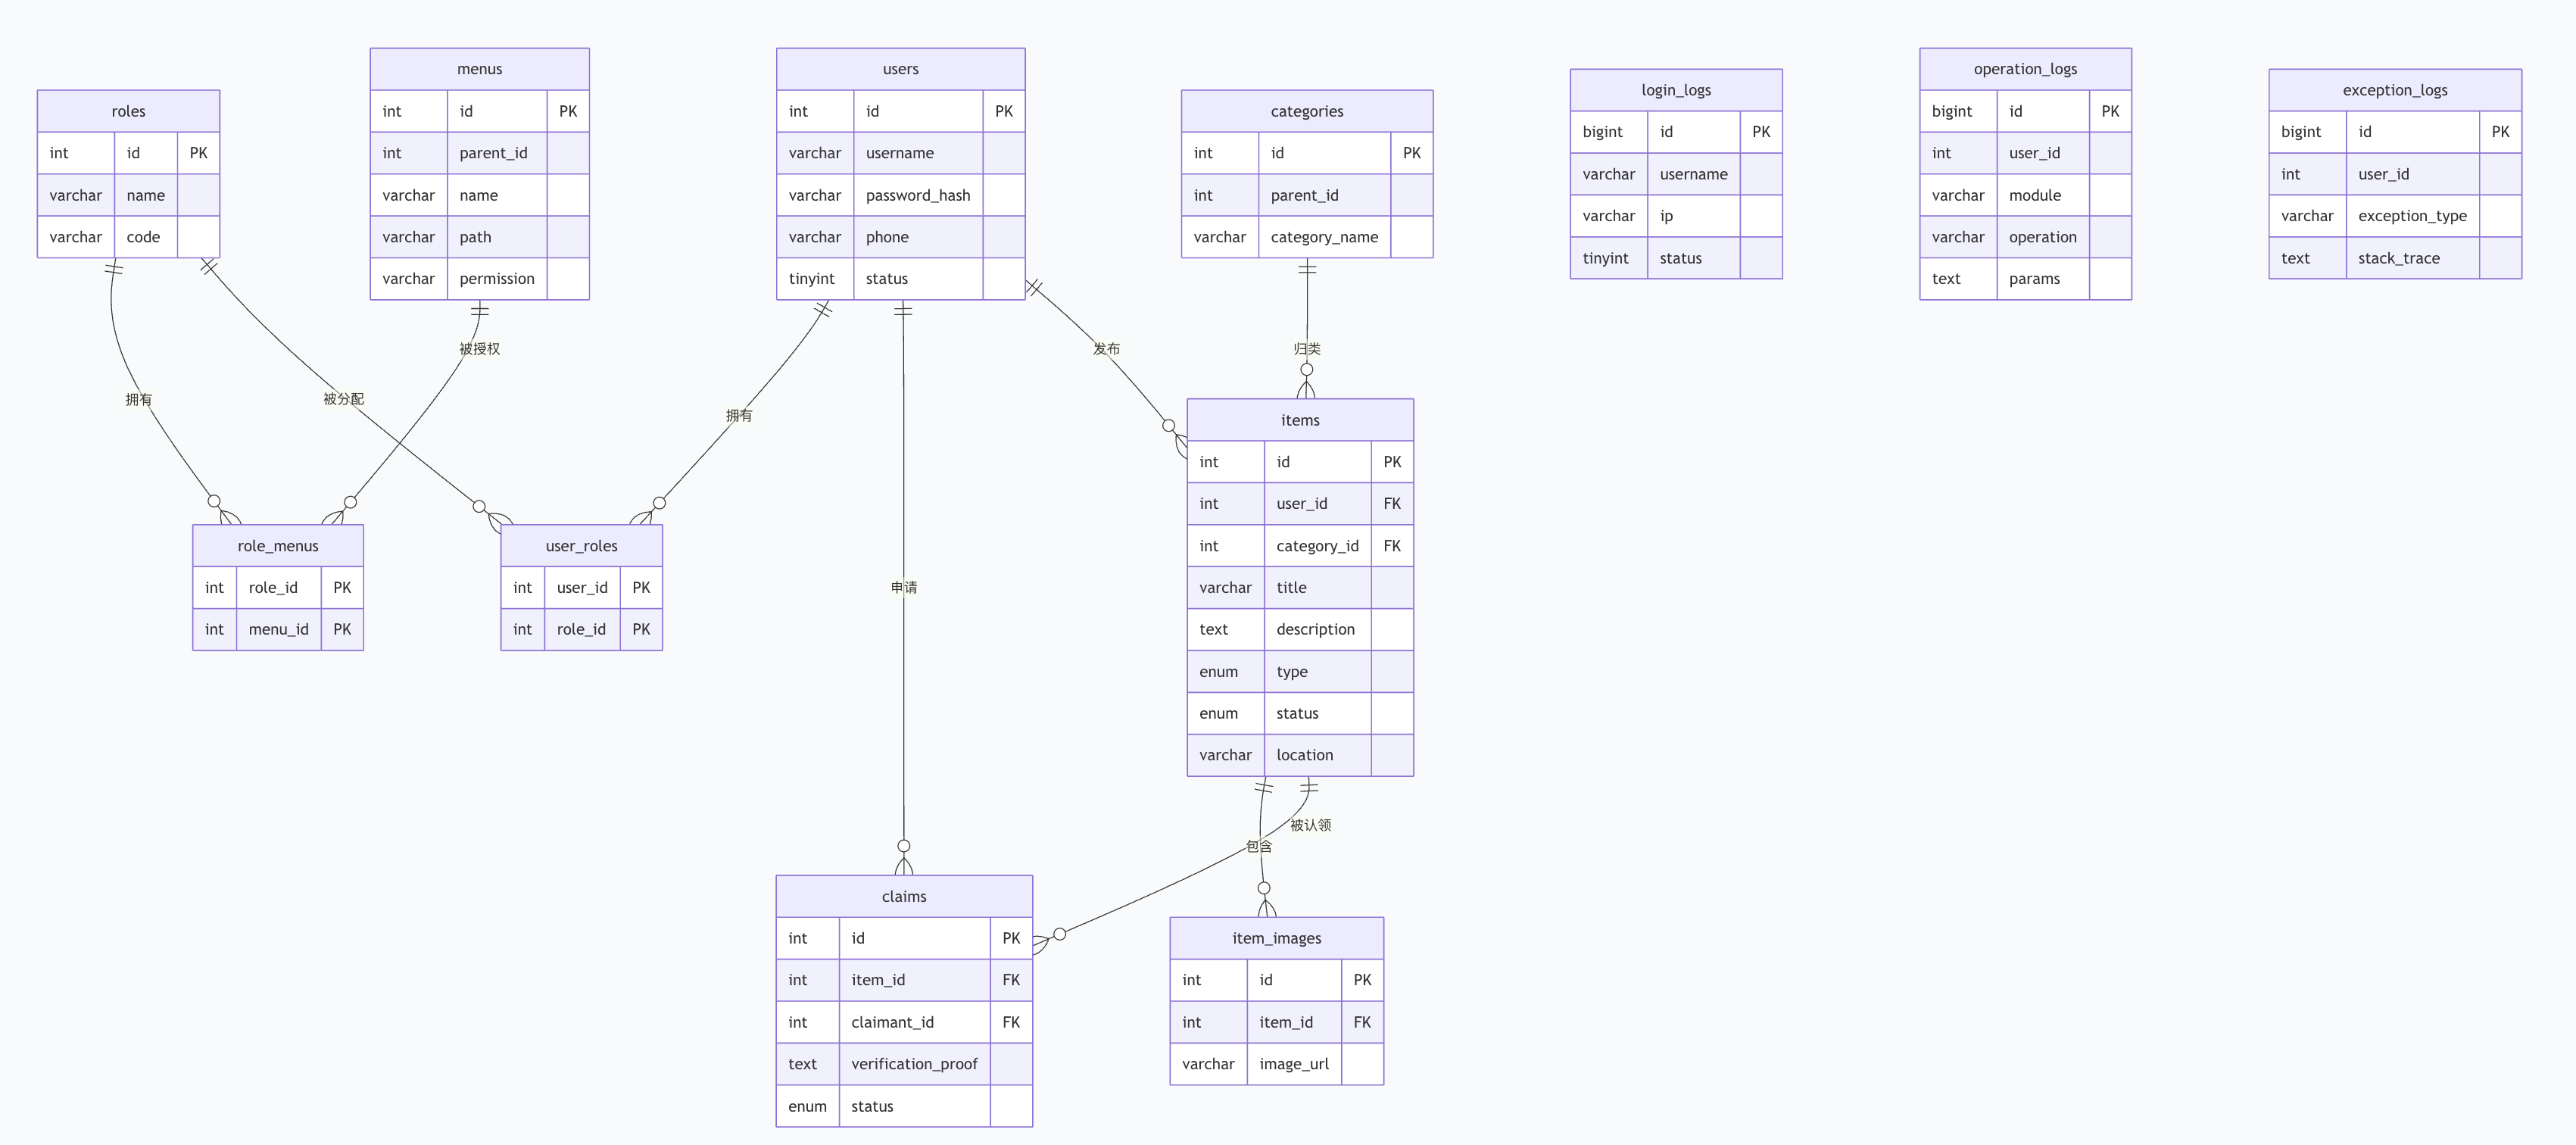 roles
int id PK
varchar name
varchar code
menus
int id PK
int parent_id
varchar name
varchar path
varchar permission
users
int id PK
varchar username
varchar password_hash
varchar phone
tinyint status
categories
int id PK
int parent_id
varchar category_name
login_logs
bigint id PK
varchar username
varchar ip
tinyint status
operation_logs
bigint id PK
int user_id
varchar module
varchar operation
text params
exception_logs
bigint id PK
int user_id
varchar exception_type
text stack_trace
拥有
被授权
被分配
拥有
申请
发布
归类
role_menus
int role_id PK
int menu_id PK
user_roles
int user_id PK
int role_id PK
items
int id PK
int user_id FK
int category_id FK
varchar title
text description
enum type
enum status
varchar location
被认领
包含
claims
int id PK
int item_id FK
int claimant_id FK
text verification_proof
enum status
item_images
int id PK
int item_id FK
varchar image_url